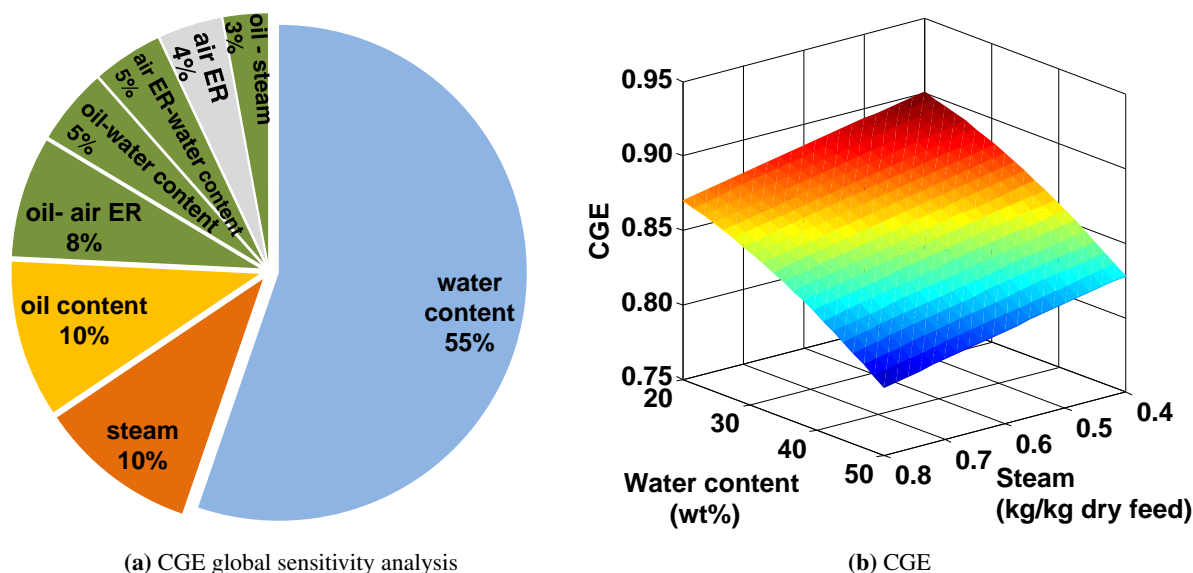 oil - steam
3%
air ER
4%
air ER-water content
5%
oil-water content
5%
oil- air ER
8%
oil content
10%
steam
10%
water
content
55%
(a) CGE global sensitivity analysis
0.95
0.90
0.85
0.80
0.75
CGE
20
30
40
50
Water content
(wt%)
0.8
0.7
0.6
0.5
0.4
Steam
(kg/kg dry feed)
(b) CGE